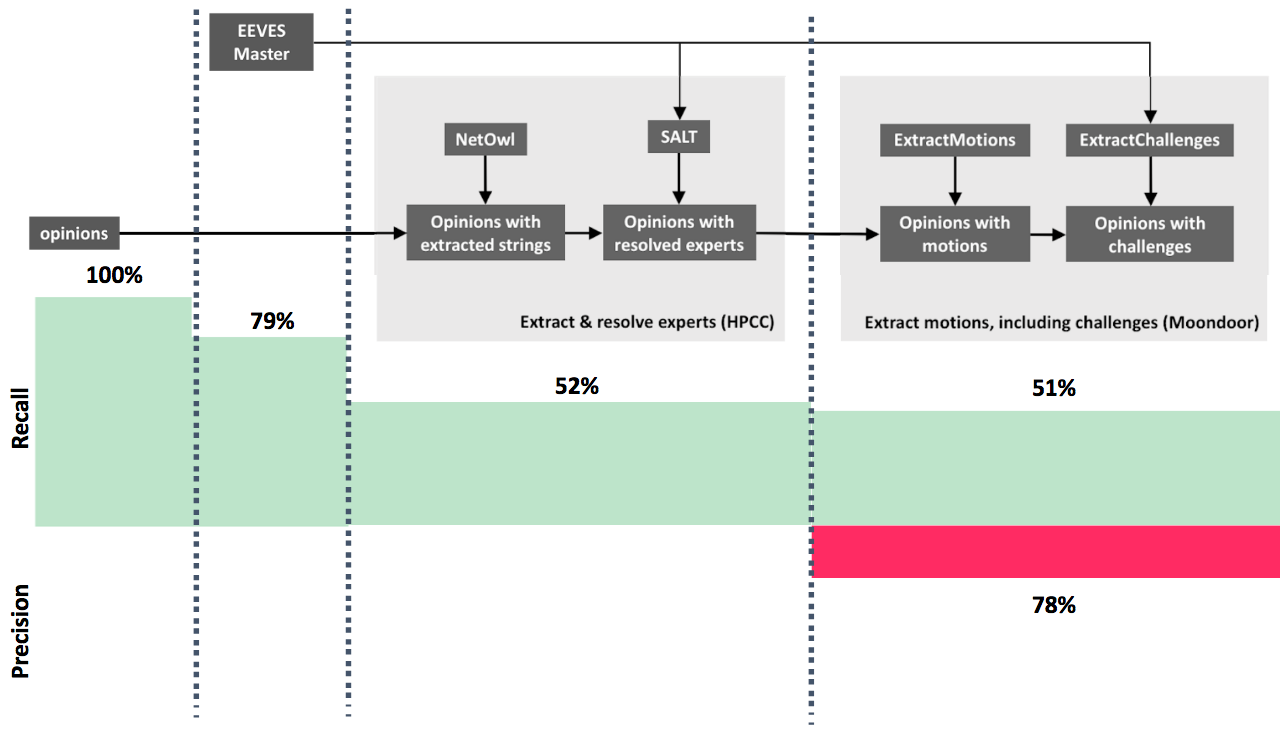 EEVES
Master
NetOwl
SALT
ExtractMotions
ExtractChallenges
opinions
Opinions with
extracted strings
Opinions with
resolved experts
Opinions with
motions
Opinions with
challenges
100%
79%
Extract & resolve experts (HPCC)
Extract motions, including challenges (Moondoor)
52%
51%
Recall
78%
Precision